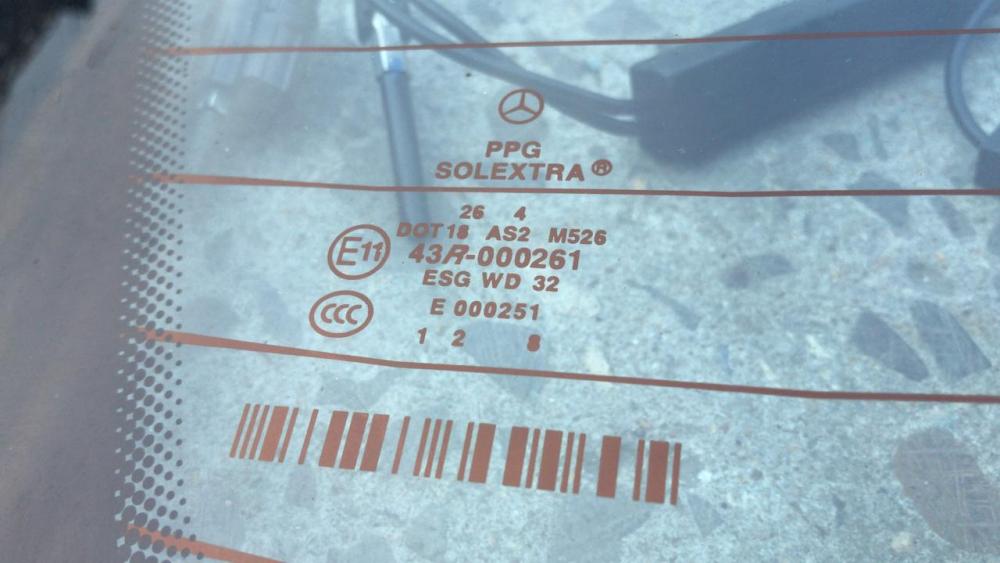 PPG
SOLEXTRA®
26 4
DOT18 AS2 M526
E11
43R-000261
ESG WD 32
CCC
E 000251
1 2 8